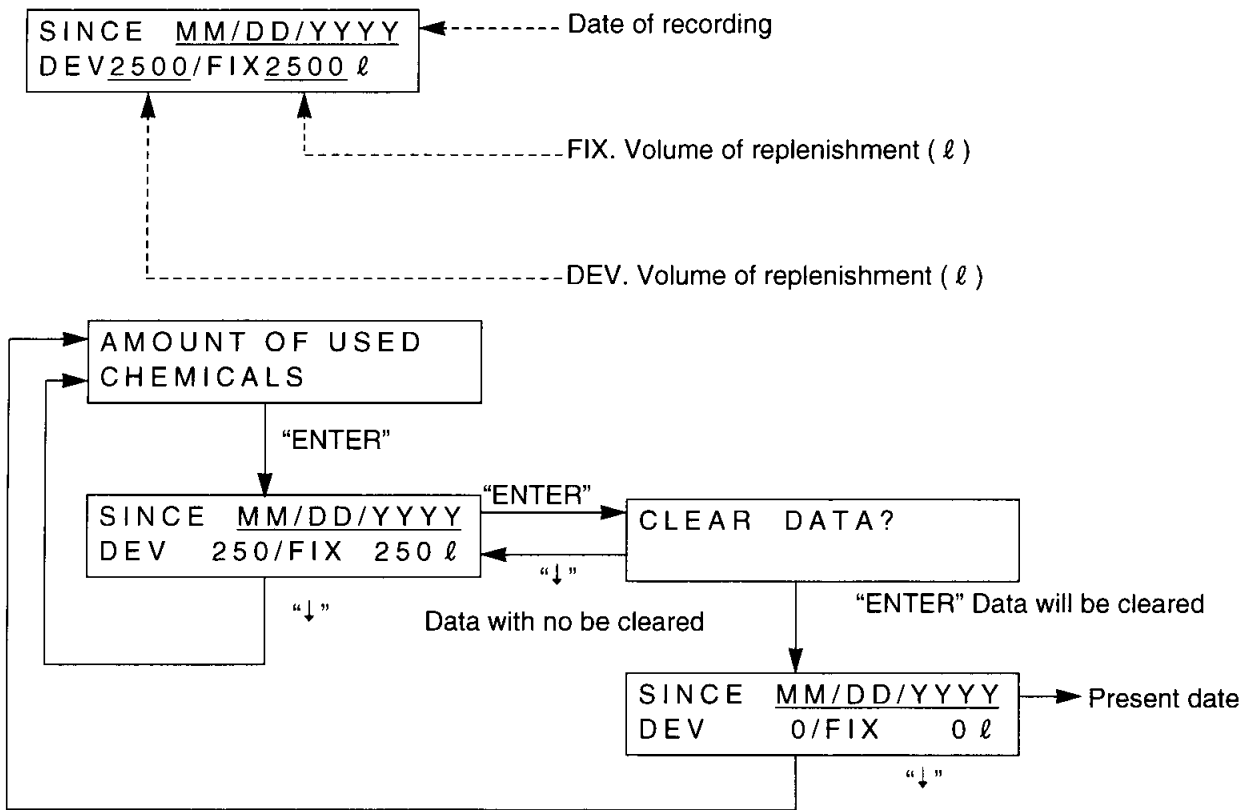 SINCE MM/DD/YYYY
DEV2500/FIX2500 ℓ
Date of recording
FIX. Volume of replenishment ( ℓ )
DEV. Volume of replenishment ( ℓ )
AMOUNT OF USED
CHEMICALS
“ENTER”
SINCE MM/DD/YYYY
DEV 250/FIX 250 ℓ
“ENTER”
“↓”
CLEAR DATA?
“↓”
Data with no be cleared
“ENTER” Data will be cleared
SINCE MM/DD/YYYY
DEV 0/FIX 0 ℓ
Present date
“↓”